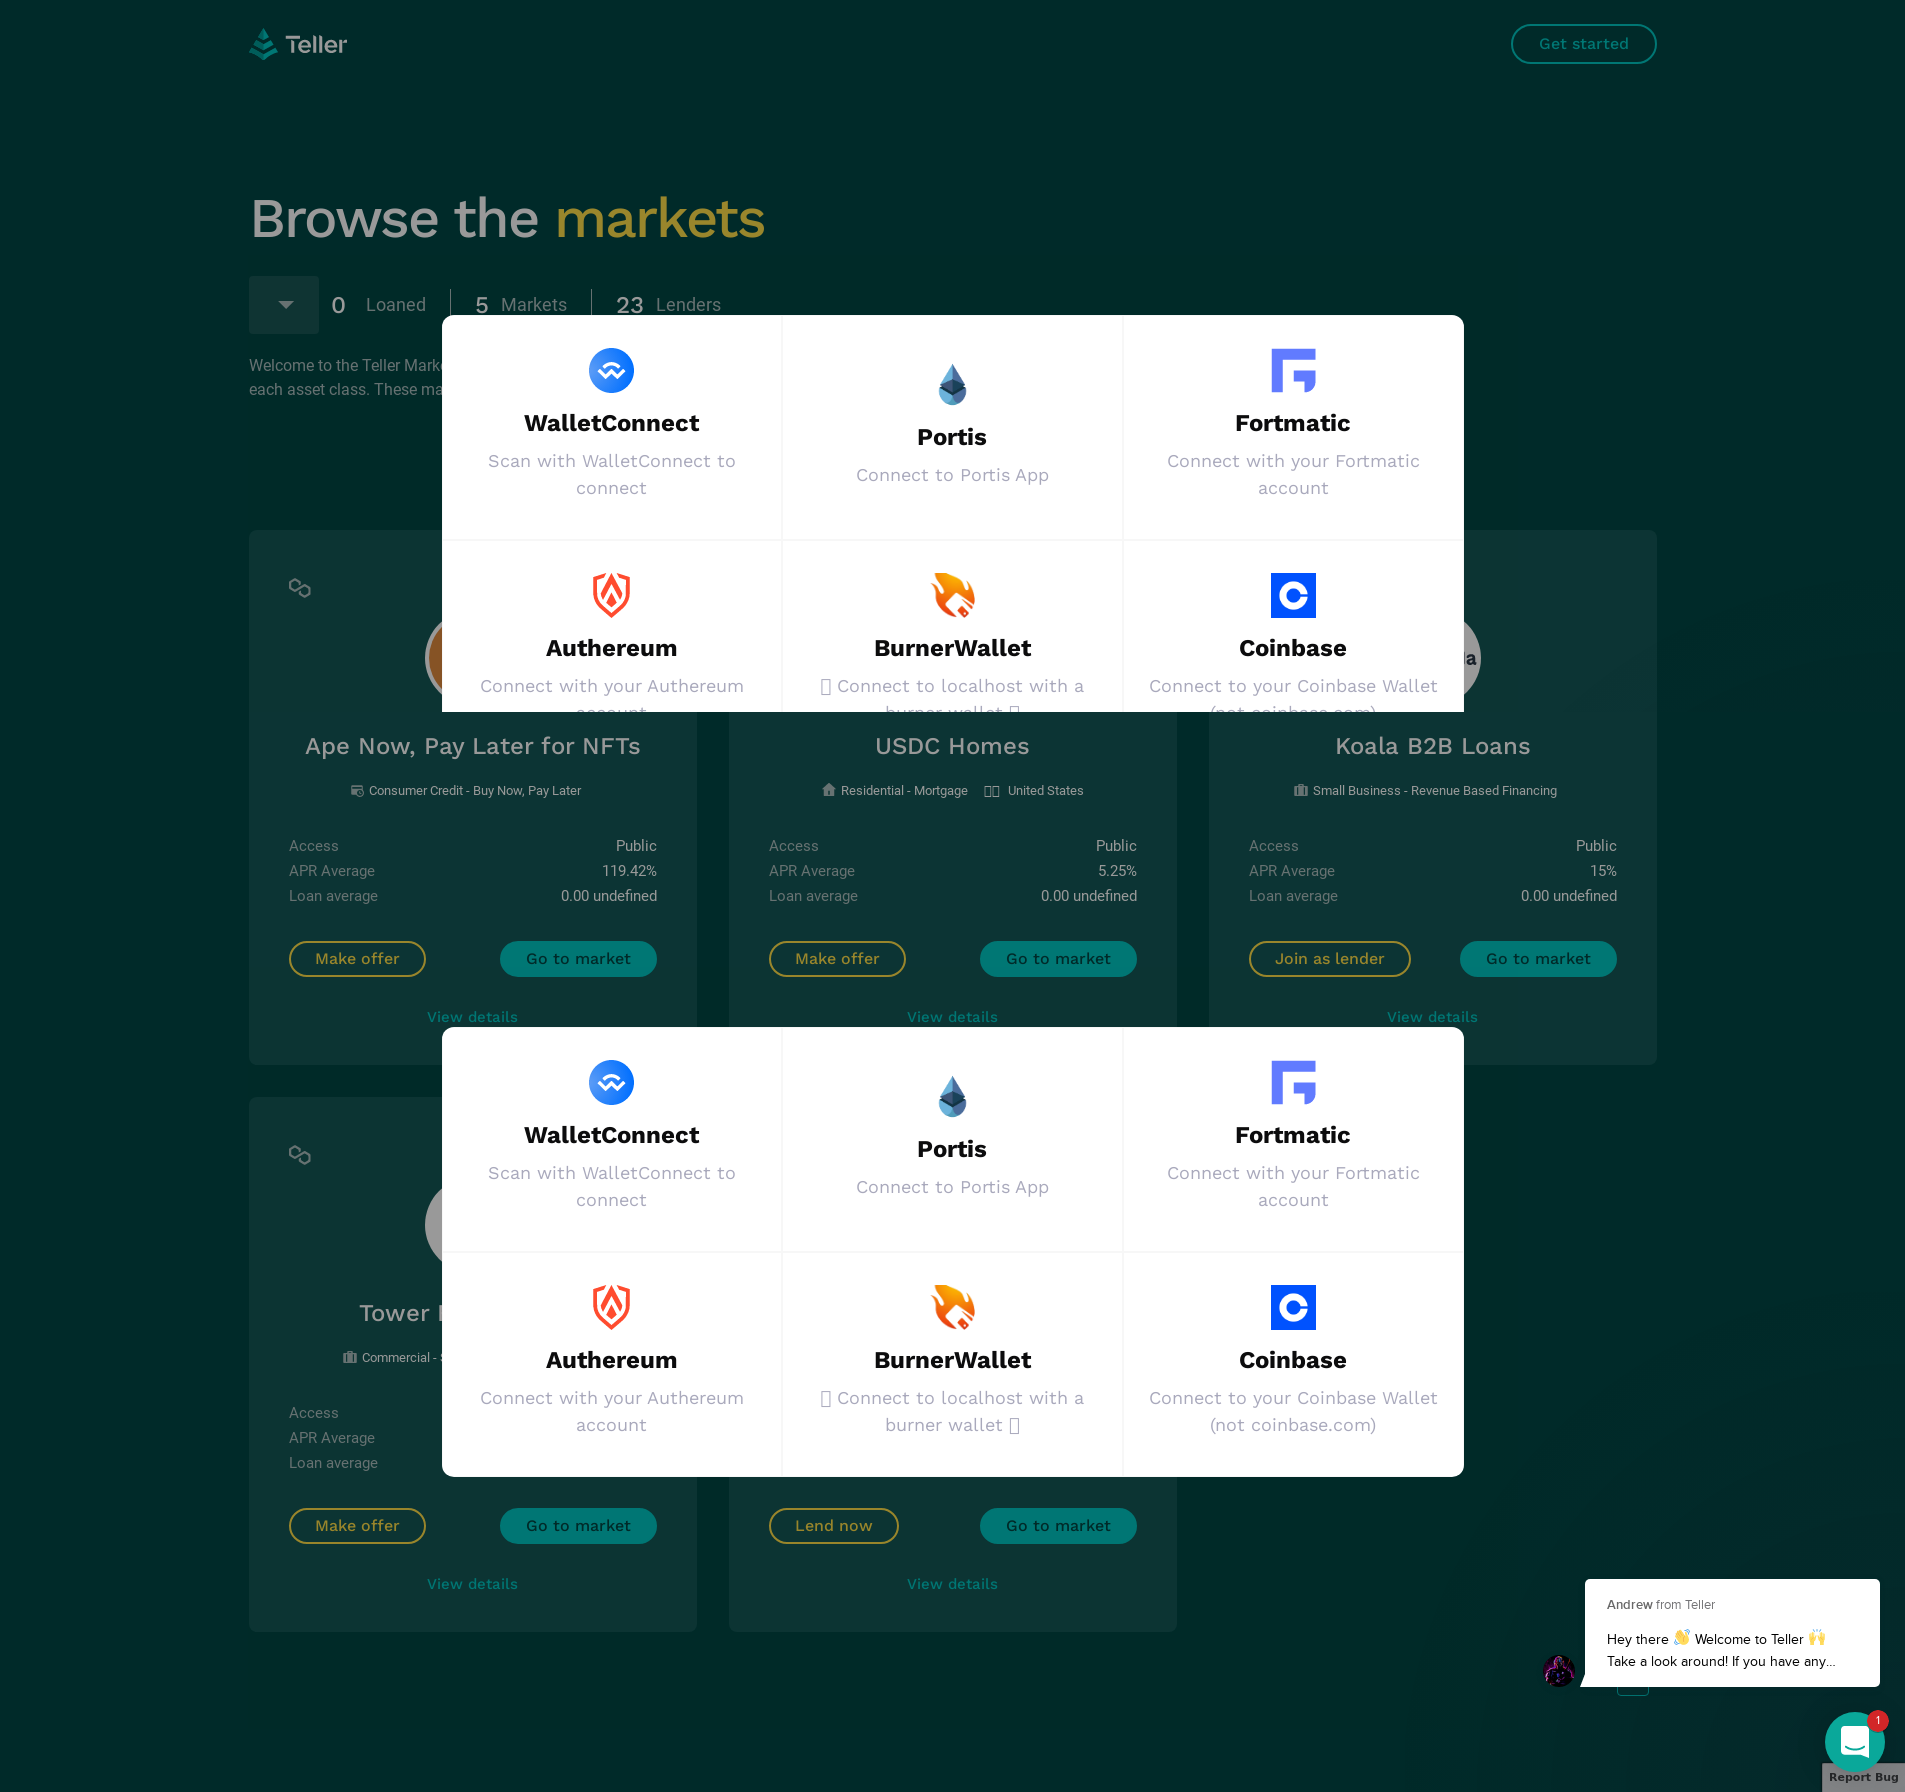 Teller
Get started
Browse the markets
0 Loaned 5 Markets 23 Lenders
Welcome to the Teller
each asset class. These
WalletConnect
Scan with WalletConnect to
connect
Portis
Connect to Portis App
Fortmatic
Connect with your Fortmatic
account
Authereum
Connect with your Authereum
account
BurnerWallet
Connect to localhost with a
burner wallet
Coinbase
Connect to your Coinbase Wallet
(not coinbase.com)
Ape Now, Pay Later for NFTs
Consumer Credit - Buy Now, Pay Later
Access Public
APR Average 119.42%
Loan average 0.00 undefined
Make offer Go to market
View details
USDC Homes
Residential - Mortgage United States
Access Public
APR Average 5.25%
Loan average 0.00 undefined
Make offer Go to market
View details
Koala B2B Loans
Small Business - Revenue Based Financing
Access Public
APR Average 15%
Loan average 0.00 undefined
Join as lender Go to market
View details
WalletConnect
Scan with WalletConnect to
connect
Portis
Connect to Portis App
Fortmatic
Connect with your Fortmatic
account
Authereum
Connect with your Authereum
account
BurnerWallet
Connect to localhost with a
burner wallet
Coinbase
Connect to your Coinbase Wallet
(not coinbase.com)
Tower
Commercial -
Access
APR Average
Loan average
Make offer Go to market
View details
Lend now Go to market
View details
Andrew from Teller
Hey there 👋 Welcome to Teller 🙌
Take a look around! If you have any...
1
Report Bug